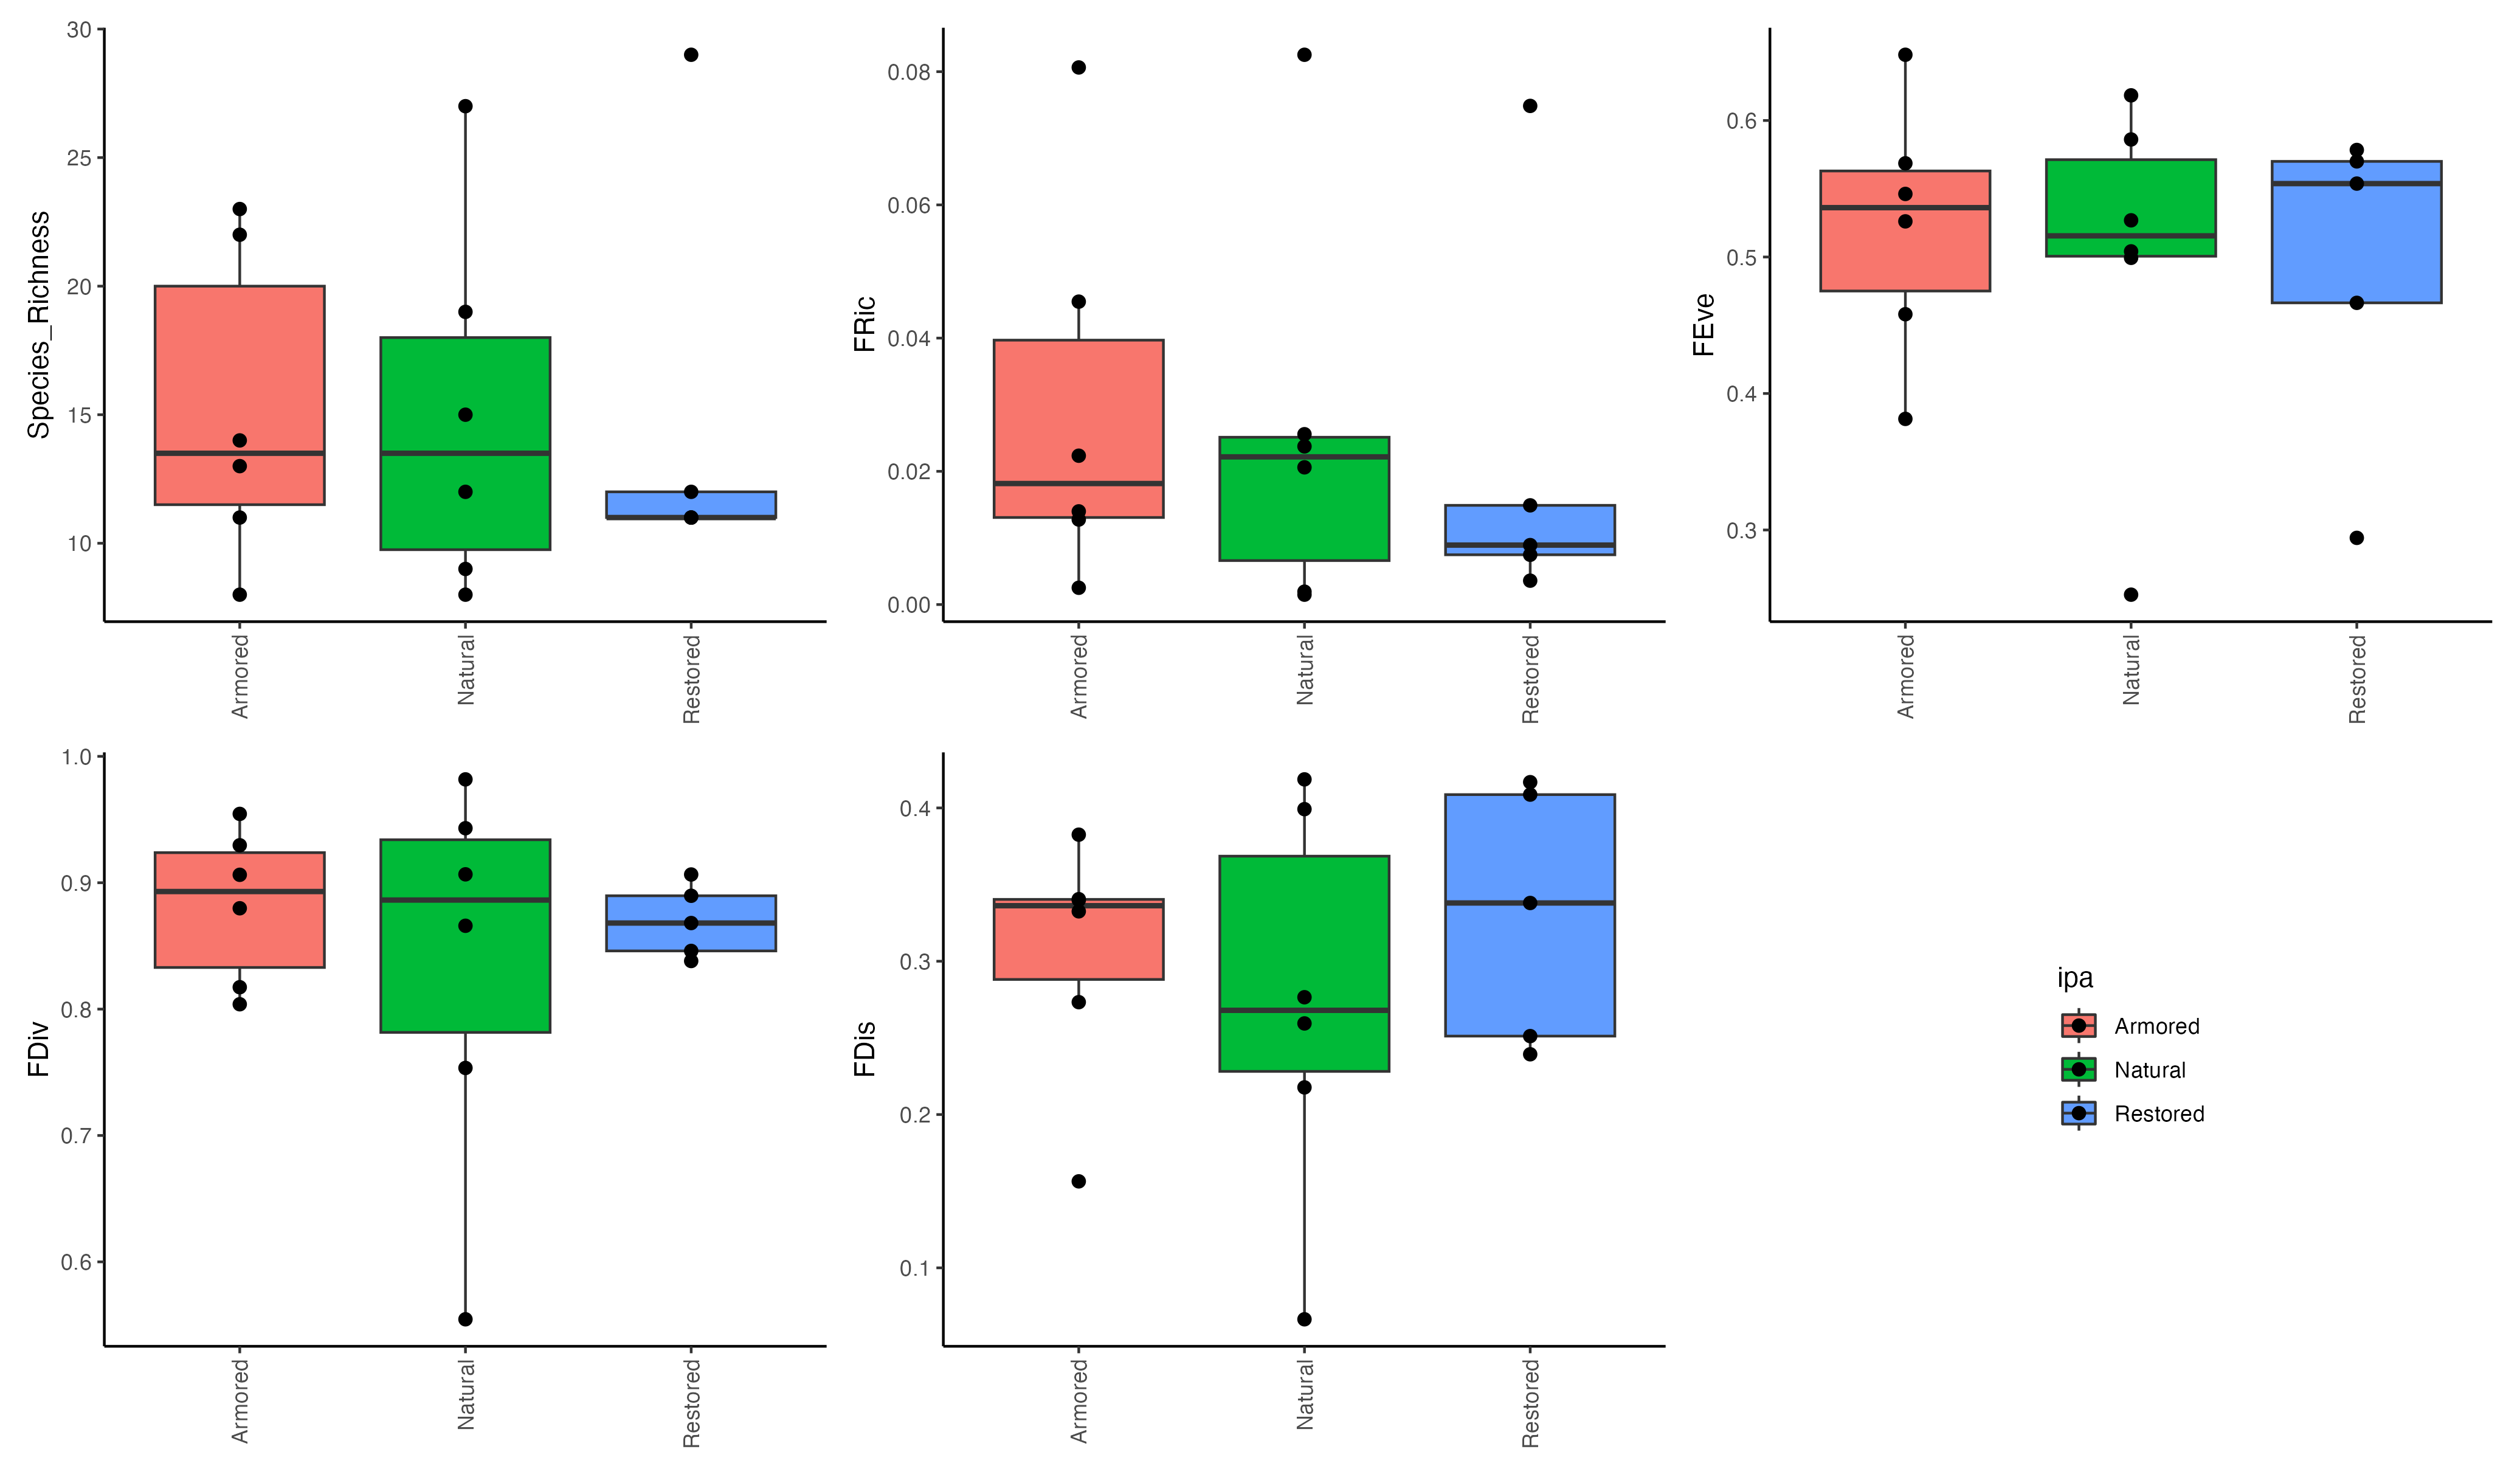 Species_Richness
30
25
20
15
10
Armored
Natural
Restored
FRic
0.08
0.06
0.04
0.02
0.00
Armored
Natural
Restored
FEve
0.6
0.5
0.4
0.3
Armored
Natural
Restored
FDiv
1.0
0.9
0.8
0.7
0.6
Armored
Natural
Restored
FDis
0.4
0.3
0.2
0.1
Armored
Natural
Restored
ipa
Armored
Natural
Restored